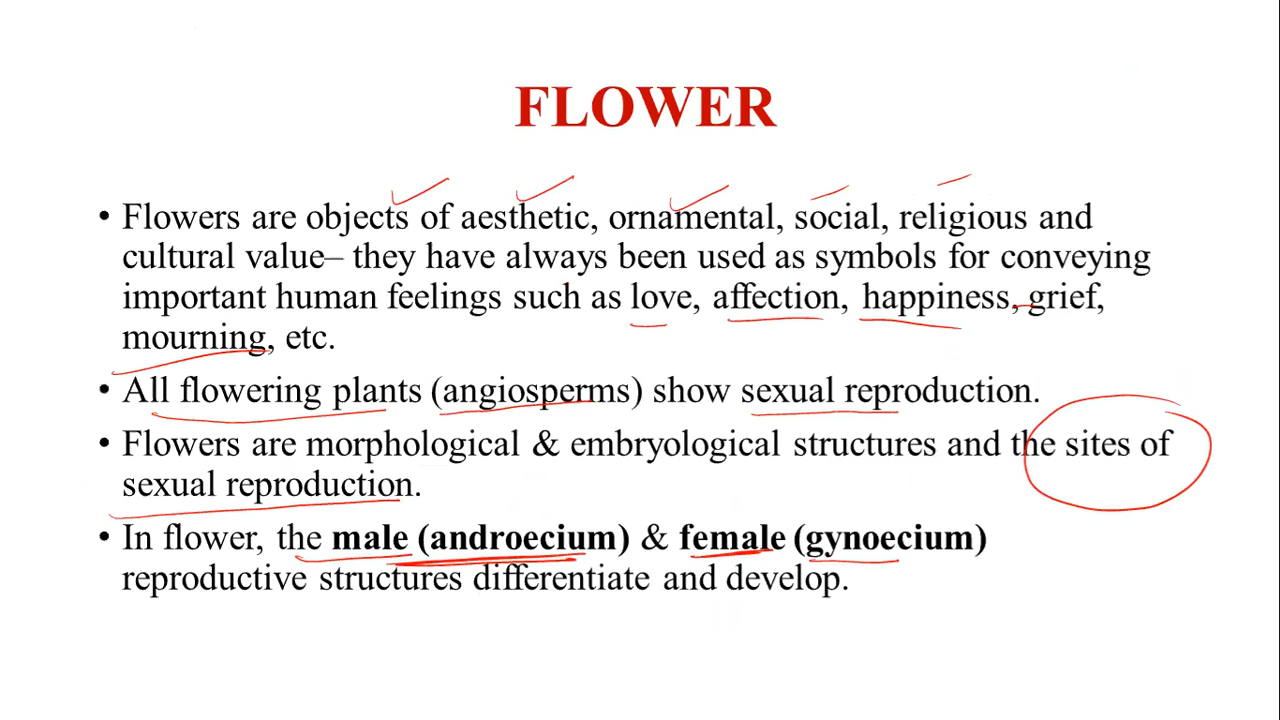 FLOWER
• Flowers are objects of aesthetic, ornamental, social, religious and
cultural value– they have always been used as symbols for conveying
important human feelings such as love, affection, happiness, grief,
mourning, etc.
• All flowering plants (angiosperms) show sexual reproduction.
• Flowers are morphological & embryological structures and the sites of
sexual reproduction.
• In flower, the male (androecium) & female (gynoecium)
reproductive structures differentiate and develop.